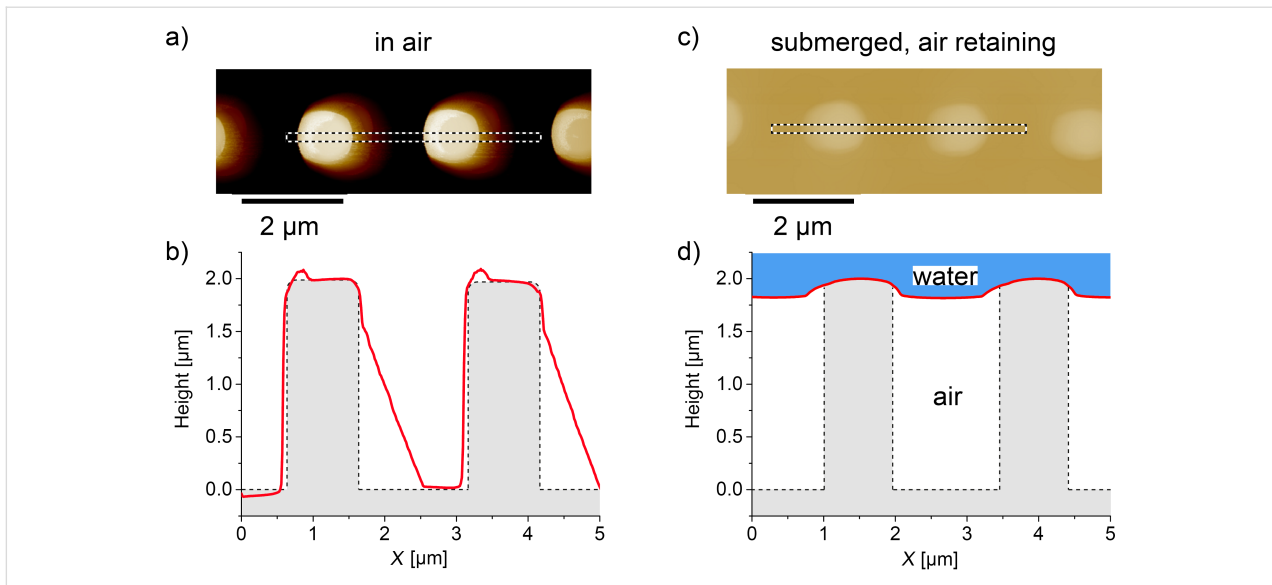 a)
in air
2 µm
c)
submerged, air retaining
2 µm
b)
Height [µm]
2.0
1.5
1.0
0.5
0.0
0 1 2 3 4 5
X [µm]
d)
Height [µm]
2.0
1.5
1.0
0.5
0.0
water
air
0 1 2 3 4 5
X [µm]